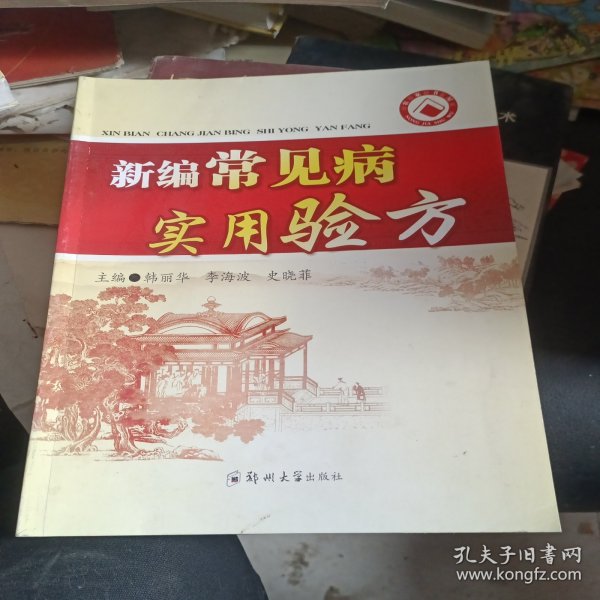 XIN BIAN CHANG JIAN BING SHI YONG YAN FANG
新编常见病
实用验方
主编●韩丽华 李海波 史晓菲
郑州大学出版社
术
孔夫子旧书网
www.kongfz.com